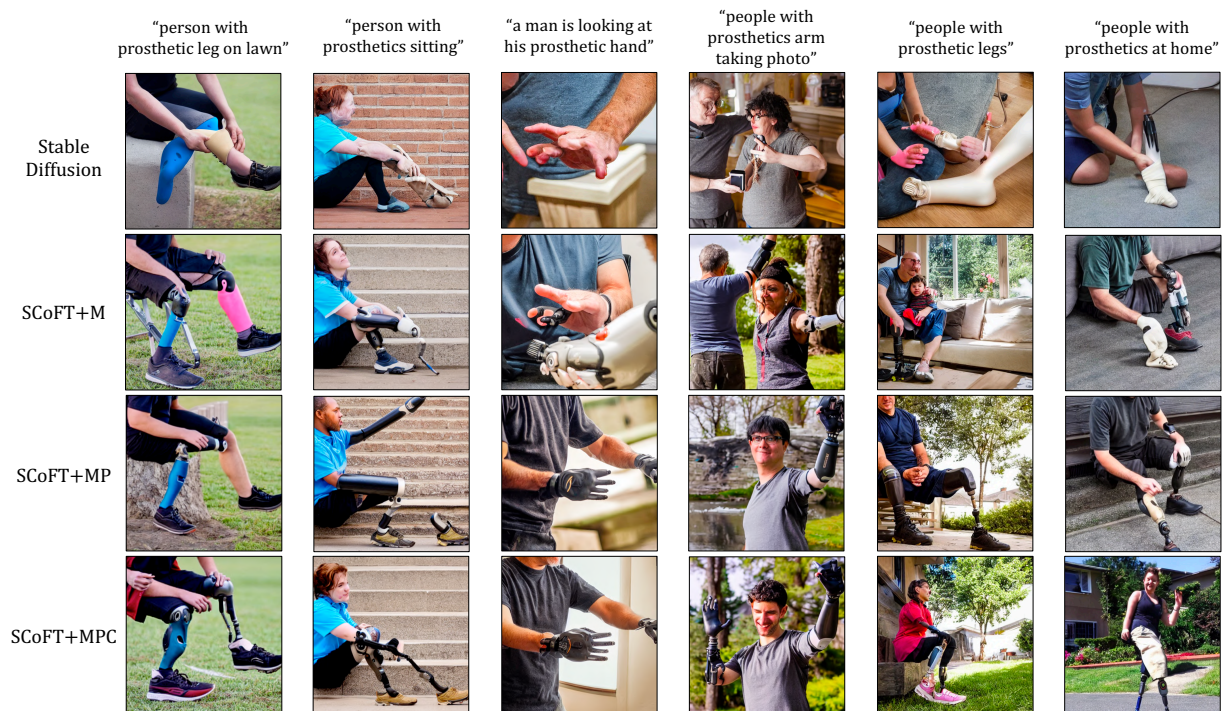 “person with
prosthetic leg on lawn”
“person with
prosthetics sitting”
“a man is looking at
his prosthetic hand”
“people with
prosthetics arm
taking photo”
“people with
prosthetic legs”
“people with
prosthetics at home”
Stable
Diffusion
SCoFT+M
SCoFT+MP
SCoFT+MPC